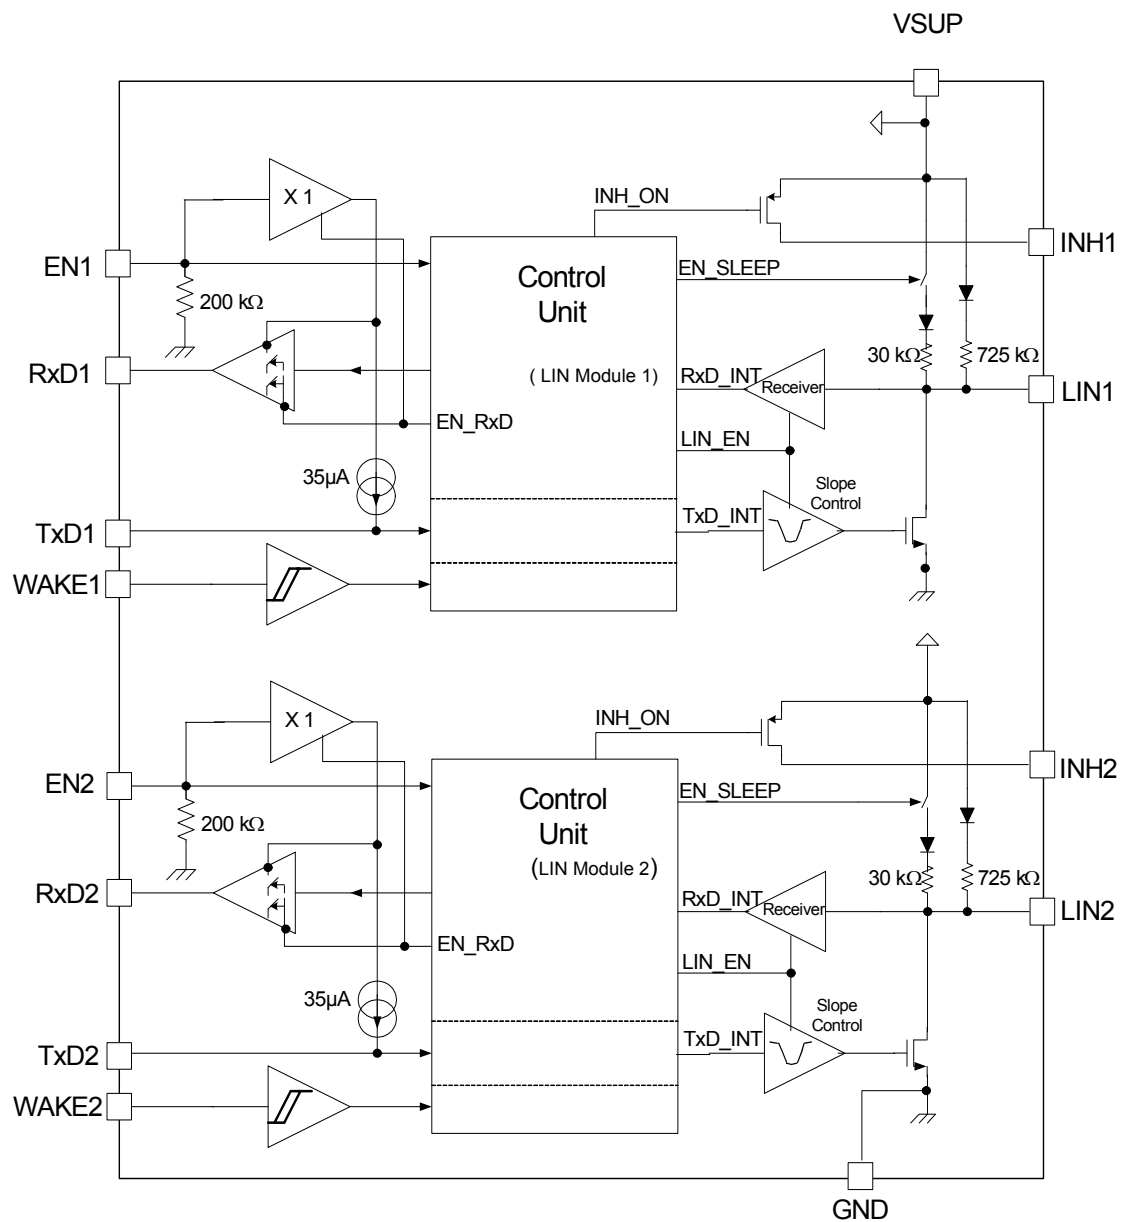 VSUP
X 1
INH_ON
INH1
EN1
Control
Unit
EN_SLEEP
200 kΩ
30 kΩ
725 kΩ
RxD1
( LIN Module 1)
RxD_INT
Receiver
LIN1
EN_RxD
LIN_EN
35µA
Slope
Control
TxD1
TxD_INT
WAKE1
X 1
INH_ON
INH2
EN2
Control
Unit
EN_SLEEP
200 kΩ
30 kΩ
725 kΩ
RxD2
(LIN Module 2)
RxD_INT
Receiver
LIN2
EN_RxD
LIN_EN
35µA
Slope
Control
TxD2
TxD_INT
WAKE2
GND